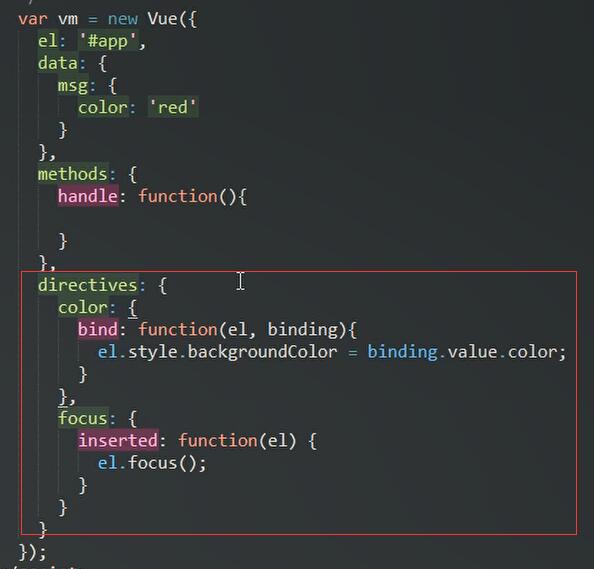 var vm = new Vue({
el: '#app',
data: {
msg: {
color: 'red'
}
},
methods: {
handle: function(){
}
},
directives: {
color: {
bind: function(el, binding){
el.style.backgroundColor = binding.value.color;
}
},
focus: {
inserted: function(el) {
el.focus();
}
}
}
});